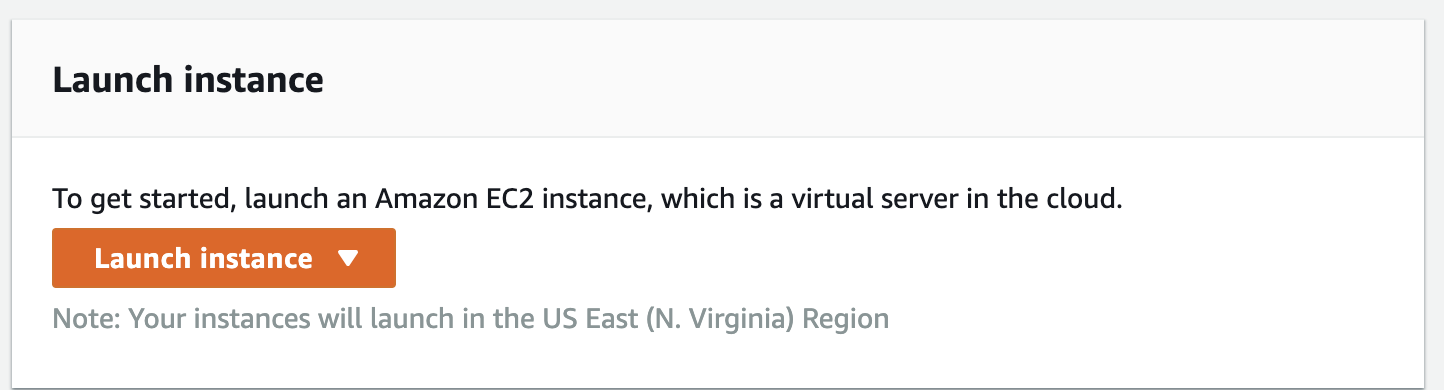 Launch instance
To get started, launch an Amazon EC2 instance, which is a virtual server in the cloud.
Launch instance
Note: Your instances will launch in the US East (N. Virginia) Region